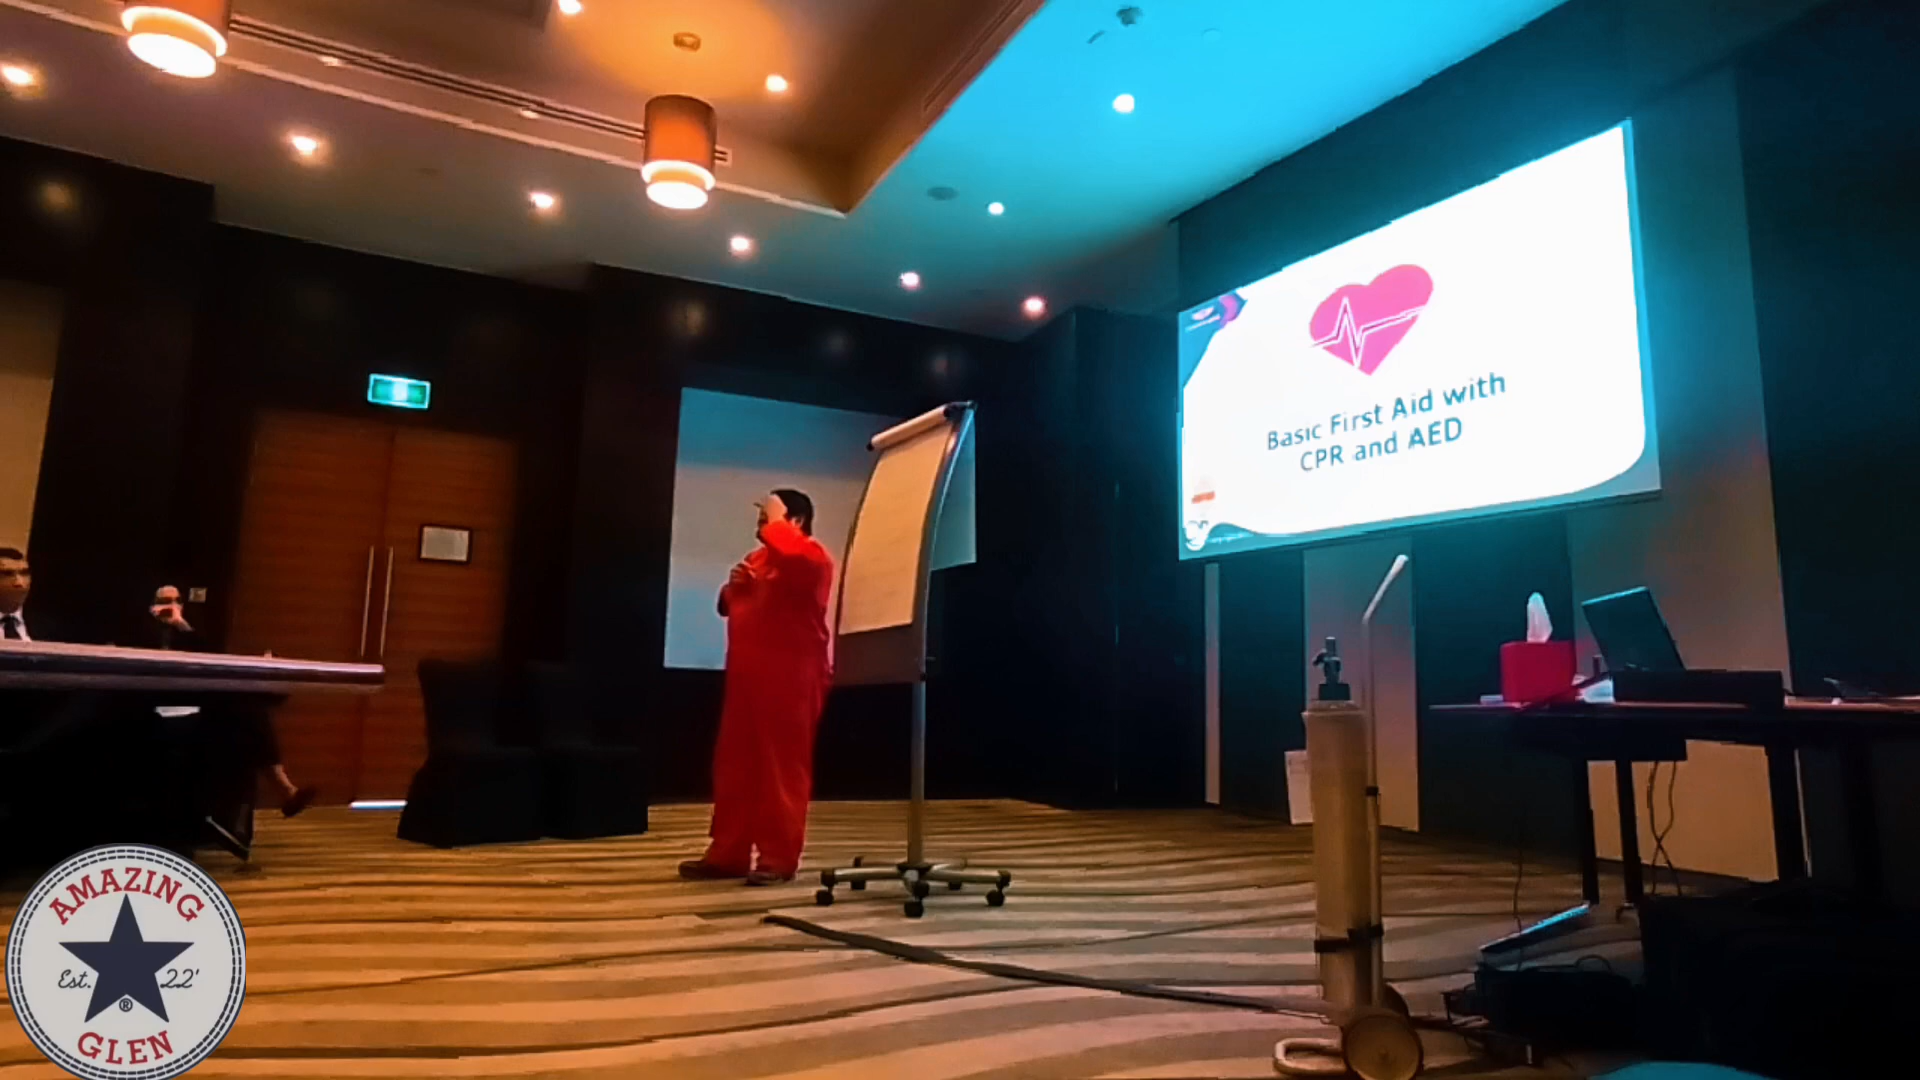 Basic First Aid with
CPR and AED
AMAZING
Est. 22'
®
GLEN